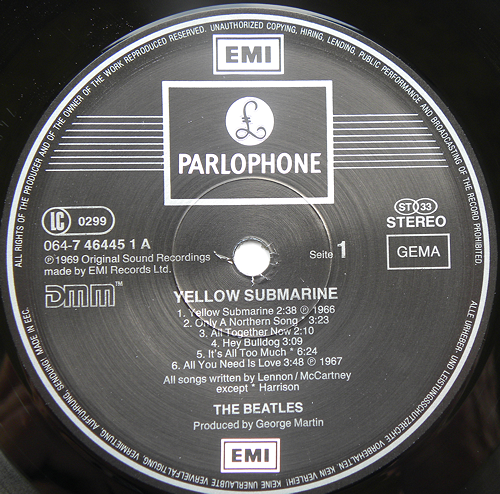 ALL RIGHTS OF THE PRODUCER AND OF THE OWNER OF THE WORK REPRODUCED RESERVED. UNAUTHORIZED COPYING, HIRING, LENDING, PUBLIC PERFORMANCE AND BROADCASTING OF THE RECORD PROHIBITED.
EMI
£
PARLOPHONE
LC 0299
ST 33
STEREO
064-7 46445 1 A
GEMA
℗ 1969 Original Sound Recordings
made by EMI Records Ltd.
Seite 1
DMM™
YELLOW SUBMARINE
1. Yellow Submarine 2:38 ℗ 1966
2. Only A Northern Song * 3:23
3. All Together Now 2:10
4. Hey Bulldog 3:09
5. It's All Too Much * 6:24
6. All You Need Is Love 3:48 ℗ 1967
All songs written by Lennon/McCartney
except * Harrison
THE BEATLES
Produced by George Martin
EMI
ALLE URHEBER- UND LEISTUNGSSCHUTZRECHTE VORBEHALTEN. KEIN VERLEIH! KEINE VERVIELFÄLTIGUNG, VERMIETUNG, AUFFÜHRUNG, SENDUNG! MADE IN EEC.